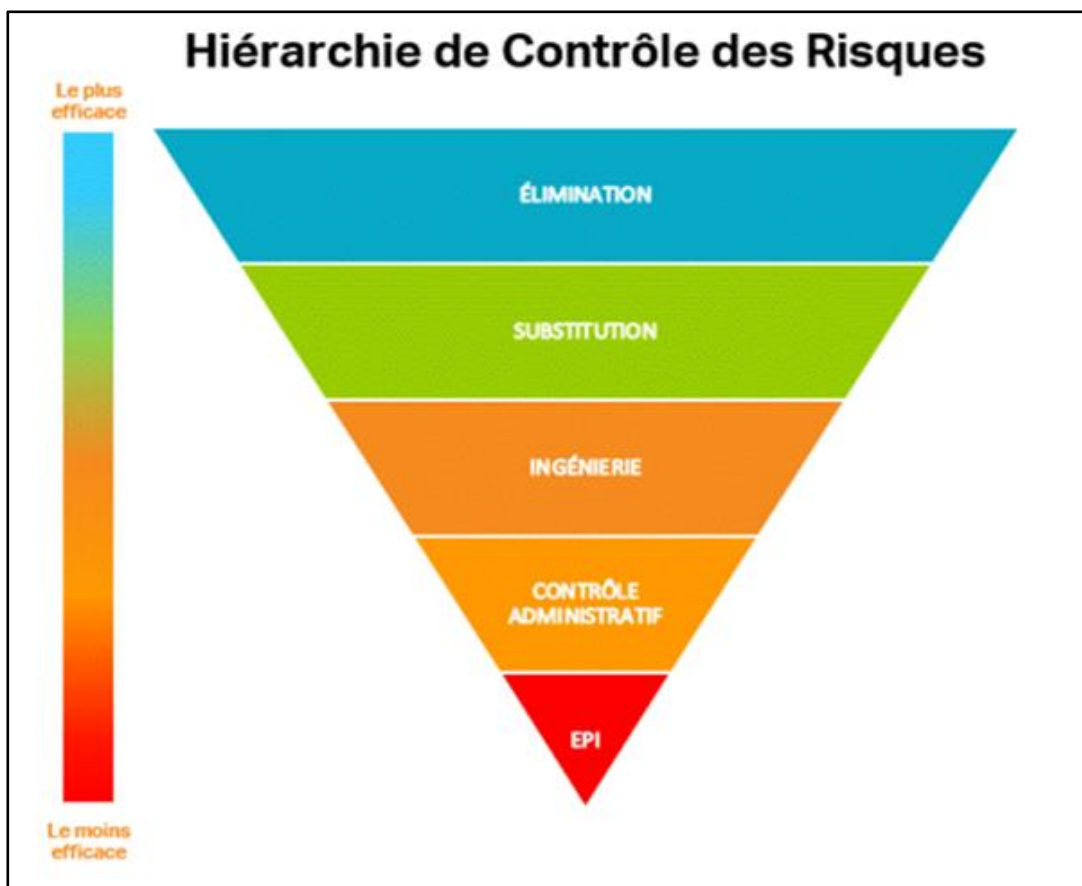 Hiérarchie de Contrôle des Risques
Le plus
efficace
ÉLIMINATION
SUBSTITUTION
INGÉNIERIE
CONTRÔLE
ADMINISTRATIF
EPI
Le moins
efficace